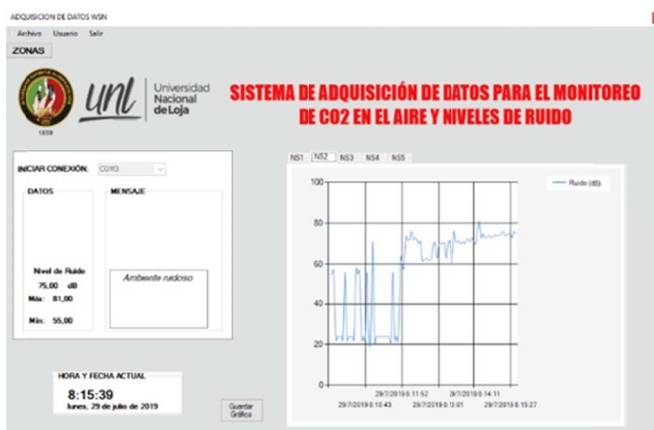 ADQUISICION DE DATOS WSN
Archivo Usuario Salir
ZONAS
1859
unl
Universidad
Nacional
de Loja
SISTEMA DE ADQUISICIÓN DE DATOS PARA EL MONITOREO
DE CO2 EN EL AIRE Y NIVELES DE RUIDO
INICIAR CONEXIÓN: COM3
DATOS
MENSAJE
Nivel de Ruido
75,00 dB
Máx: 81,00
Mín: 55,00
Ambiente ruidoso
HORA Y FECHA ACTUAL
8:15:39
lunes, 29 de julio de 2019
Guardar
Gráfica
NS1 NS2 NS3 NS4 NS5
Ruido (dB)
100
80
60
40
20
0
29/7/2019 8:11:52 29/7/2019 8:14:11
29/7/2019 8:10:43 29/7/2019 8:13:01 29/7/2019 8:15:27